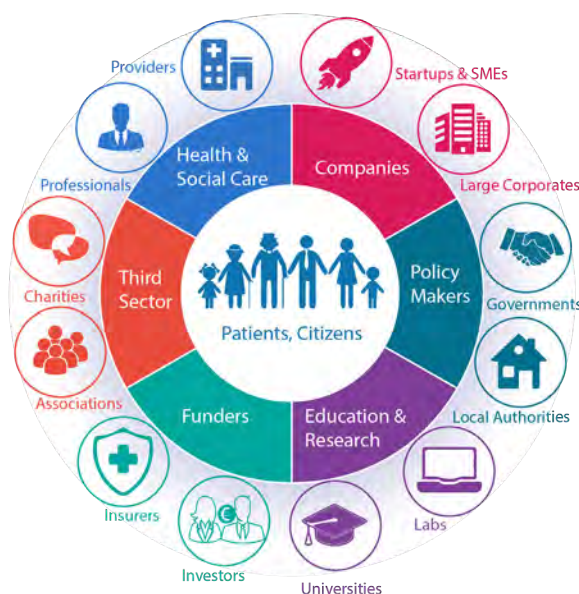 Providers
Startups & SMEs
Professionals
Large Corporates
Health &
Social Care
Companies
Third
Sector
Policy
Makers
Charities
Governments
Patients, Citizens
Associations
Local Authorities
Funders
Education &
Research
Insurers
Labs
Investors
Universities